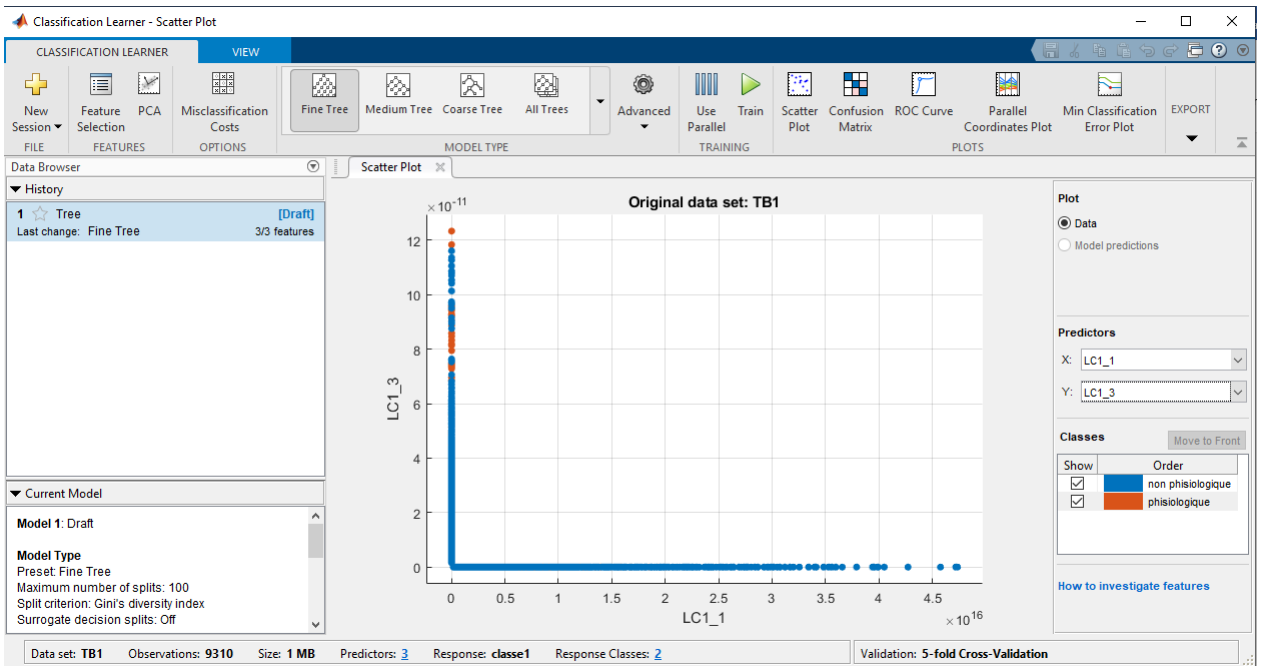 Classification Learner - Scatter Plot
CLASSIFICATION LEARNER
VIEW
New Session
Feature Selection
PCA
Misclassification Costs
Fine Tree
Medium Tree
Coarse Tree
All Trees
Advanced
Use Parallel
Train
Scatter Plot
Confusion Matrix
ROC Curve
Parallel Coordinates Plot
Min Classification Error Plot
EXPORT
FILE
FEATURES
OPTIONS
MODEL TYPE
TRAINING
PLOTS
Data Browser
History
1 Tree [Draft]
Last change: Fine Tree 3/3 features
Current Model
Model 1: Draft
Model Type
Preset: Fine Tree
Maximum number of splits: 100
Split criterion: Gini's diversity index
Surrogate decision splits: Off
Scatter Plot
Original data set: TB1
×10-11
12
10
8
6
4
2
0
LC1_3
0 0.5 1 1.5 2 2.5 3 3.5 4 4.5
LC1_1
×1016
Plot
Data
Model predictions
Predictors
X: LC1_1
Y: LC1_3
Classes
Move to Front
Show Order
non phisiologique
phisiologique
How to investigate features
Data set: TB1 Observations: 9310 Size: 1 MB Predictors: 3 Response: classe1 Response Classes: 2 Validation: 5-fold Cross-Validation